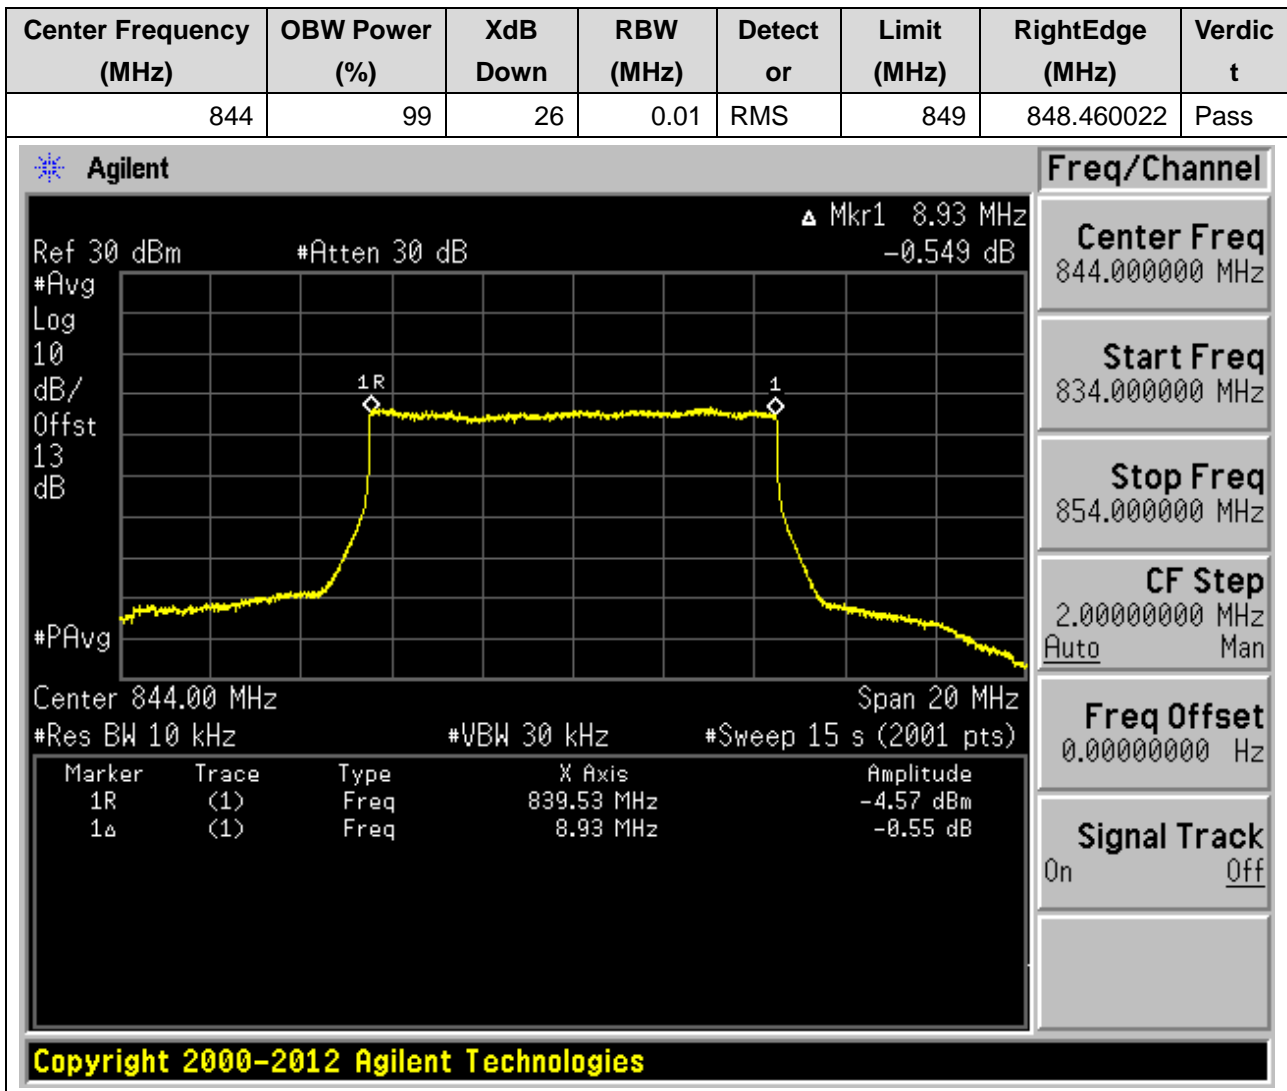 Center Frequency (MHz) OBW Power (%) XdB Down RBW (MHz) Detect or Limit (MHz) RightEdge (MHz) Verdic t
844 99 26 0.01 RMS 849 848.460022 Pass
Agilent
Freq/Channel
Δ Mkr1 8.93 MHz
Ref 30 dBm #Atten 30 dB -0.549 dB
#Avg
Log
10
dB/
Offst
13
dB
1R
1
#PAvg
Center 844.00 MHz Span 20 MHz
#Res BW 10 kHz #VBW 30 kHz #Sweep 15 s (2001 pts)
Marker Trace Type X Axis Amplitude
1R (1) Freq 839.53 MHz -4.57 dBm
1Δ (1) Freq 8.93 MHz -0.55 dB
Center Freq
844.000000 MHz
Start Freq
834.000000 MHz
Stop Freq
854.000000 MHz
CF Step
2.00000000 MHz
Auto Man
Freq Offset
0.00000000 Hz
Signal Track
On Off
Copyright 2000-2012 Agilent Technologies